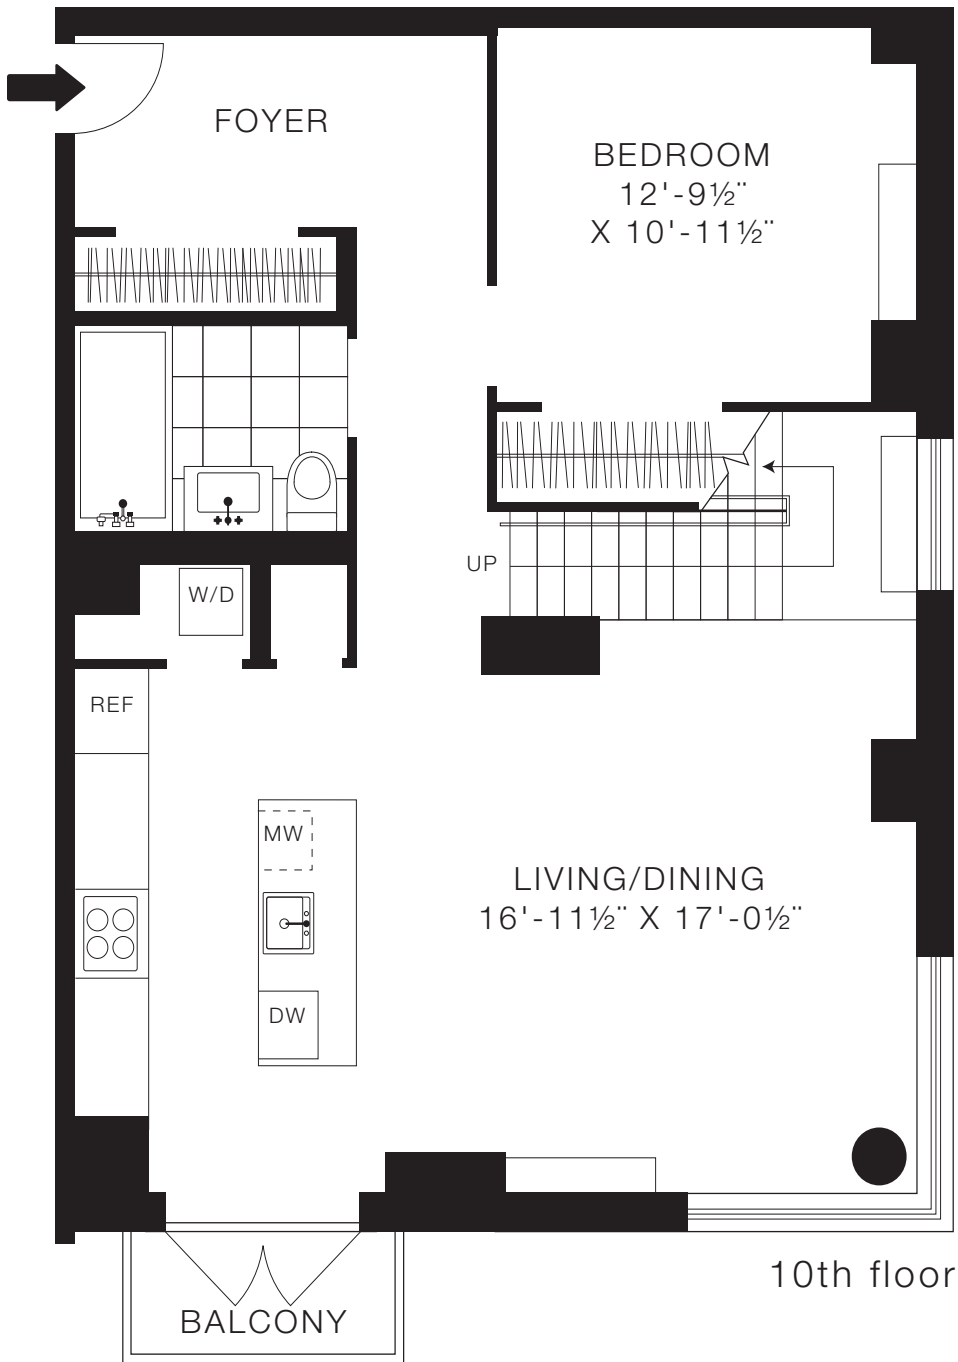 FOYER
BEDROOM
12'-9½¨
X 10'-11½¨
UP
W/D
REF
MW
LIVING/DINING
16'-11½¨ X 17'-0½¨
DW
10th floor
BALCONY